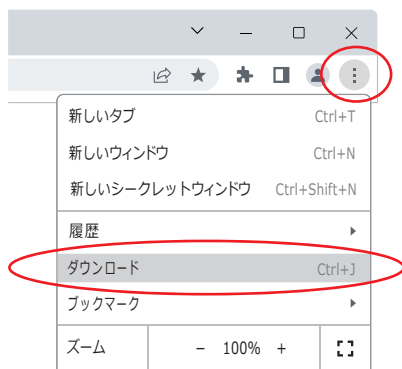 新しいタブ Ctrl+T
新しいウィンドウ Ctrl+N
新しいシークレットウィンドウ Ctrl+Shift+N
履歴
ダウンロード Ctrl+J
ブックマーク
ズーム − 100% +